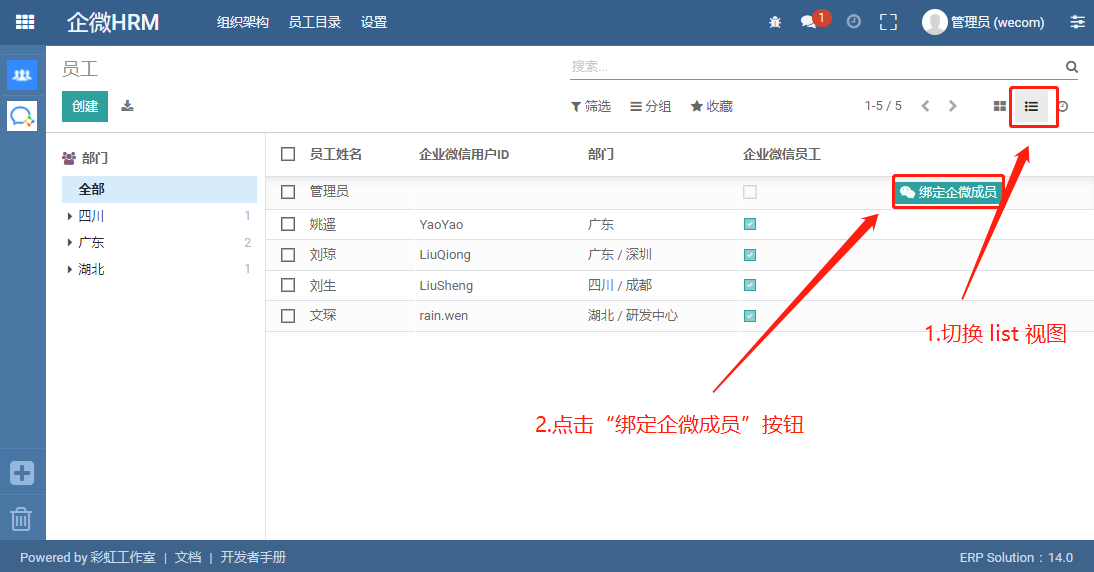 企微HRM 组织架构 员工目录 设置 1 管理员 (wecom)
员工 搜索...
创建 筛选 分组 收藏 1-5 / 5
部门 员工姓名 企业微信用户ID 部门 企业微信员工
全部 管理员 绑定企微成员
四川 1 姚遥 YaoYao 广东
广东 2 刘琼 LiuQiong 广东 / 深圳
湖北 1 刘生 LiuSheng 四川 / 成都
文琛 rain.wen 湖北 / 研发中心
1.切换 list 视图
2.点击“绑定企微成员”按钮
Powered by 彩虹工作室 | 文档 | 开发者手册 ERP Solution : 14.0